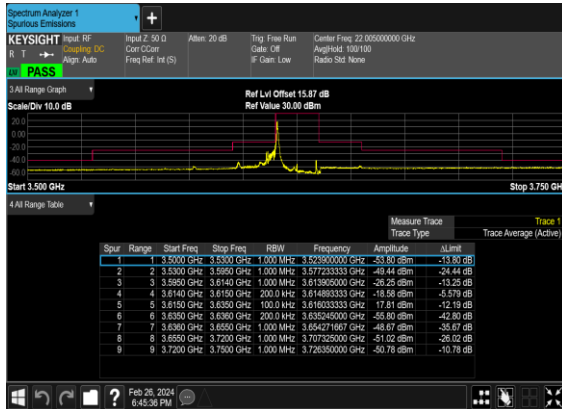 Spectrum Analyzer 1
Spurious Emissions
+
KEYSIGHT Input: RF Input Z: 50 Ω Atten: 20 dB Trig: Free Run Center Freq: 22.005000000 GHz
R T Coupling: DC Corr CCorr Gate: Off Avg|Hold: 100/100
Align: Auto Freq Ref: Int (S) IF Gain: Low Radio Std: None
LXI PASS
3 All Range Graph Ref Lvl Offset 15.87 dB
Scale/Div 10.0 dB Ref Value 30.00 dBm
20.0
0.00
-20.0
-40.0
-60.0
Start 3.500 GHz Stop 3.750 GH
4 All Range Table
Measure Trace Trace 1
Trace Type Trace Average (Active)
Spur Range Start Freq Stop Freq RBW Frequency Amplitude ΔLimit
1 1 3.5000 GHz 3.5300 GHz 1.000 MHz 3.523900000 GHz -53.80 dBm -13.80 dB
2 2 3.5300 GHz 3.5950 GHz 1.000 MHz 3.577233333 GHz -49.44 dBm -24.44 dB
3 3 3.5950 GHz 3.6140 GHz 1.000 MHz 3.613905000 GHz -26.25 dBm -13.25 dB
4 4 3.6140 GHz 3.6150 GHz 200.0 kHz 3.614893333 GHz -18.58 dBm -5.579 dB
5 5 3.6150 GHz 3.6350 GHz 100.0 kHz 3.616033333 GHz 17.81 dBm -12.19 dB
6 6 3.6350 GHz 3.6360 GHz 200.0 kHz 3.635245000 GHz -55.80 dBm -42.80 dB
7 7 3.6360 GHz 3.6550 GHz 1.000 MHz 3.654271667 GHz -48.67 dBm -35.67 dB
8 8 3.6550 GHz 3.7200 GHz 1.000 MHz 3.707325000 GHz -51.02 dBm -26.02 dB
9 9 3.7200 GHz 3.7500 GHz 1.000 MHz 3.726350000 GHz -50.78 dBm -10.78 dB
? Feb 26, 2024
6:45:36 PM